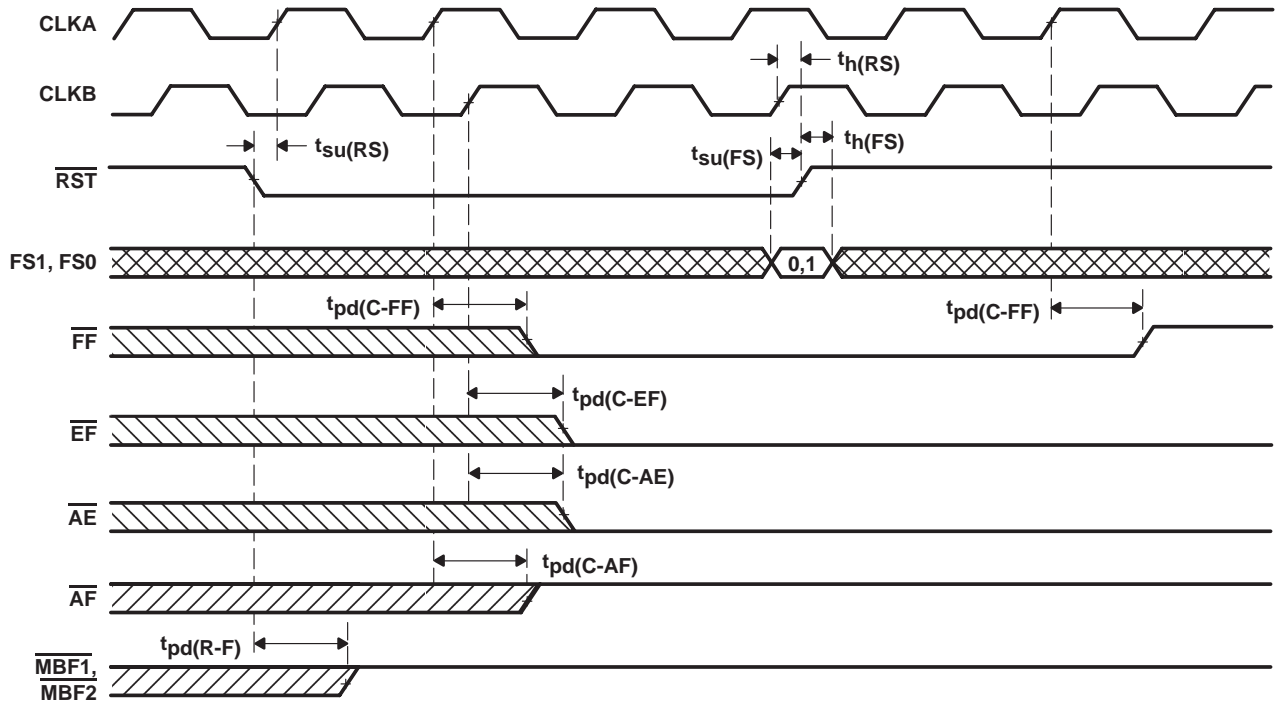 CLKA
th(RS)
CLKB
tsu(RS)
tsu(FS)
th(FS)
RST
FS1, FS0
0,1
tpd(C-FF)
tpd(C-FF)
FF
tpd(C-EF)
EF
tpd(C-AE)
AE
tpd(C-AF)
AF
tpd(R-F)
MBF1,
MBF2